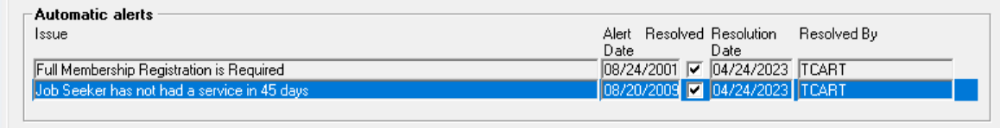 Automatic alerts
Issue Alert Date Resolved Resolution Date Resolved By
Full Membership Registration is Required 08/24/2001 04/24/2023 TCART
Job Seeker has not had a service in 45 days 08/20/2009 04/24/2023 TCART